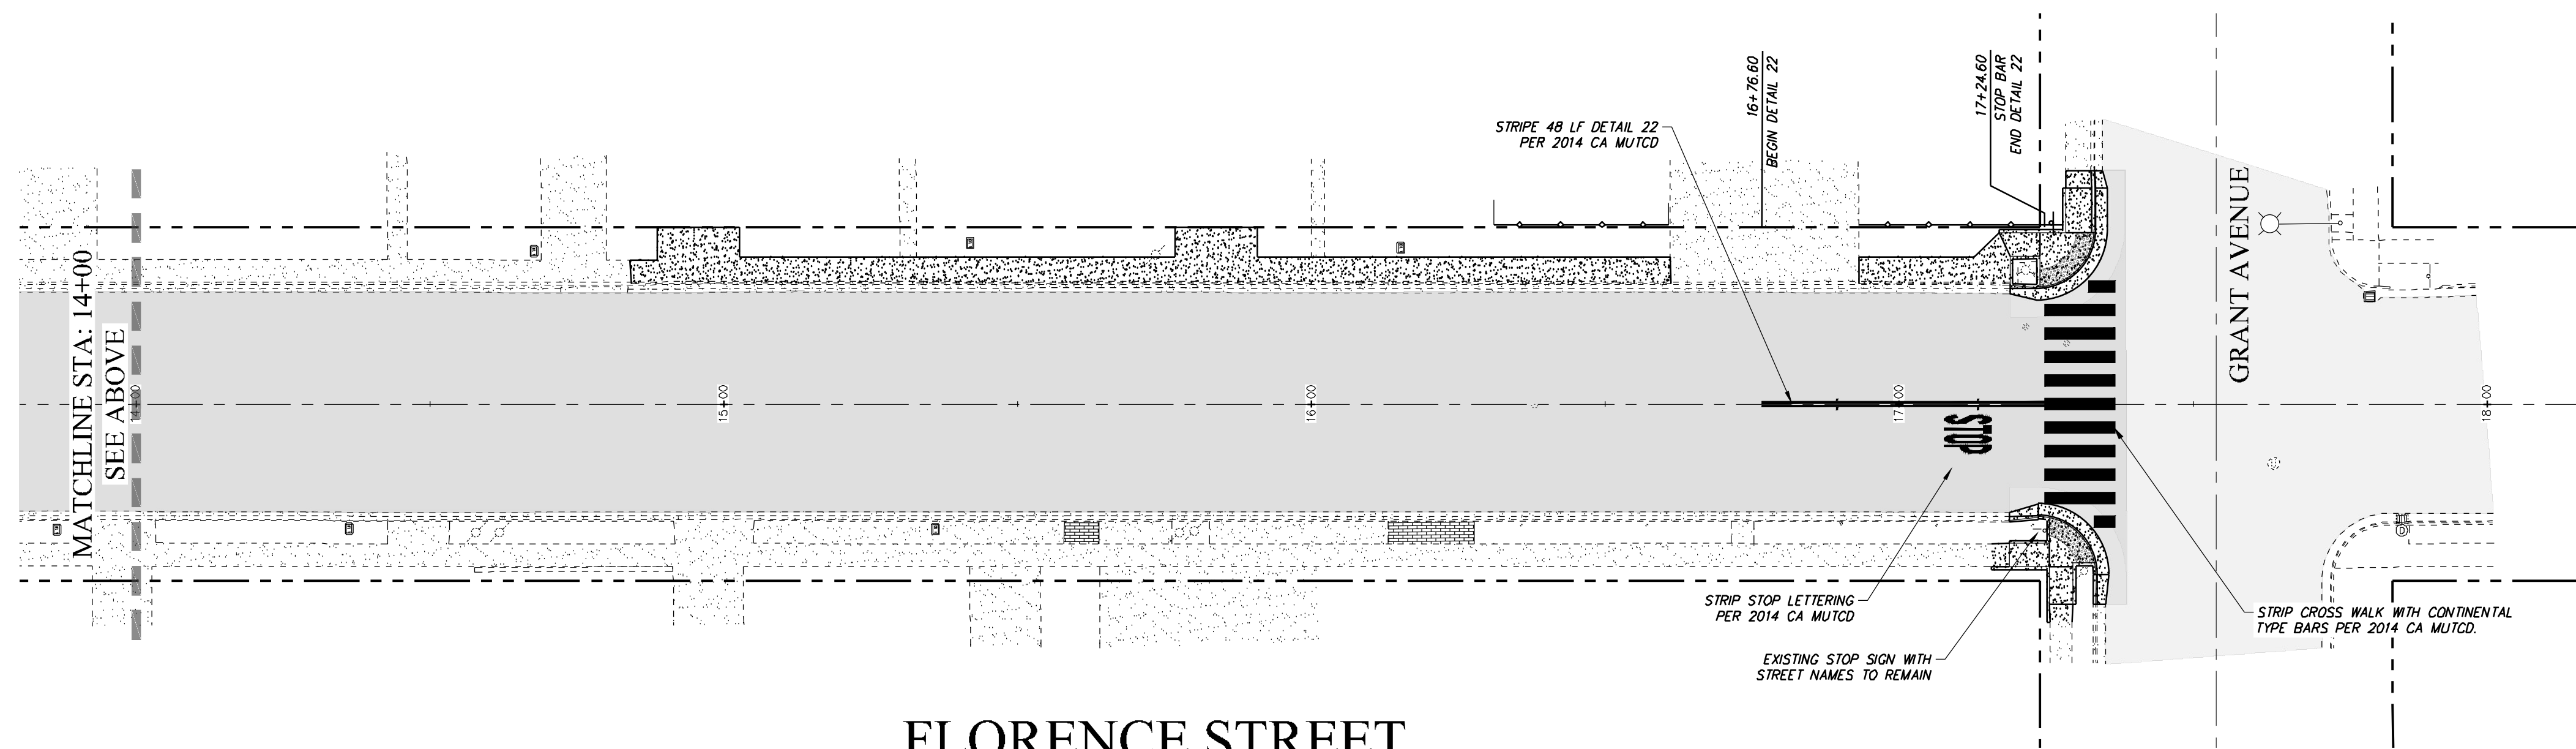 MATCHLINE STA: 14+00
SEE ABOVE
14+00
15+00
16+00
17+00
18+00
STRIPE 48 LF DETAIL 22
PER 2014 CA MUTCD
16+76.60
BEGIN DETAIL 22
17+24.60
STOP BAR
END DETAIL 22
GRANT AVENUE
STOP
STRIP STOP LETTERING
PER 2014 CA MUTCD
EXISTING STOP SIGN WITH
STREET NAMES TO REMAIN
STRIP CROSS WALK WITH CONTINENTAL
TYPE BARS PER 2014 CA MUTCD.
D
FLORENCE STREET